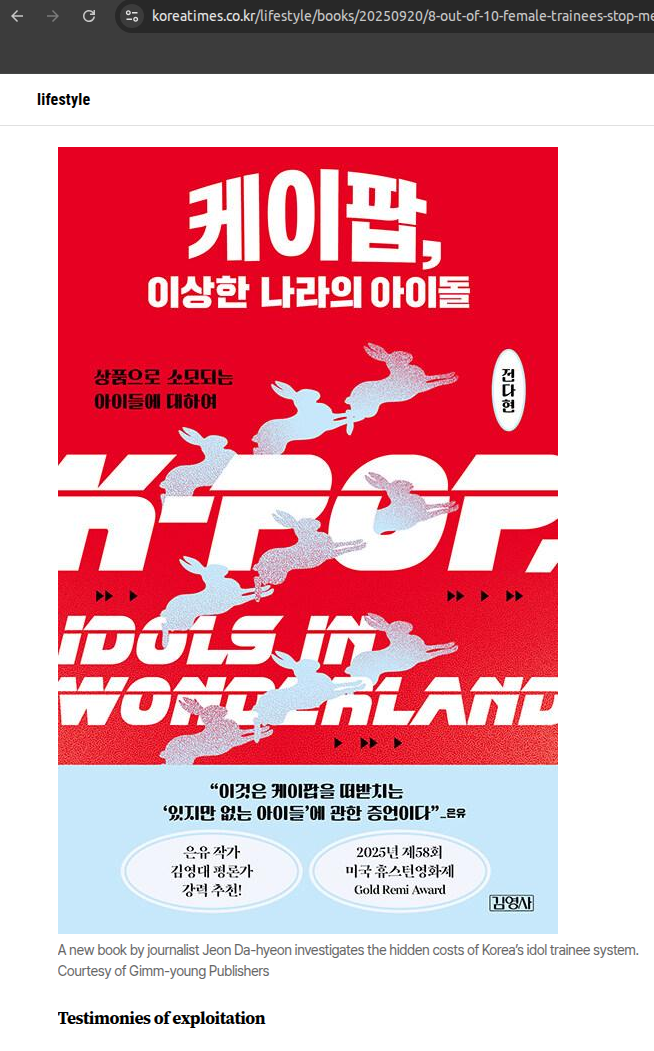 koreatimes.co.kr/lifestyle/books/20250920/8-out-of-10-female-trainees-stop-me
lifestyle
케이팝,
이상한 나라의 아이돌
상품으로 소모되는
아이들에 대하여
전다현
K-POP,
IDOLS IN
WONDERLAND
“이것은 케이팝을 떠받치는
‘있지만 없는 아이들’에 관한 증언이다”_은유
은유 작가
김영대 평론가
강력 추천!
2025년 제58회
미국 휴스턴영화제
Gold Remi Award
김영사
A new book by journalist Jeon Da-hyeon investigates the hidden costs of Korea’s idol trainee system.
Courtesy of Gimm-young Publishers
Testimonies of exploitation